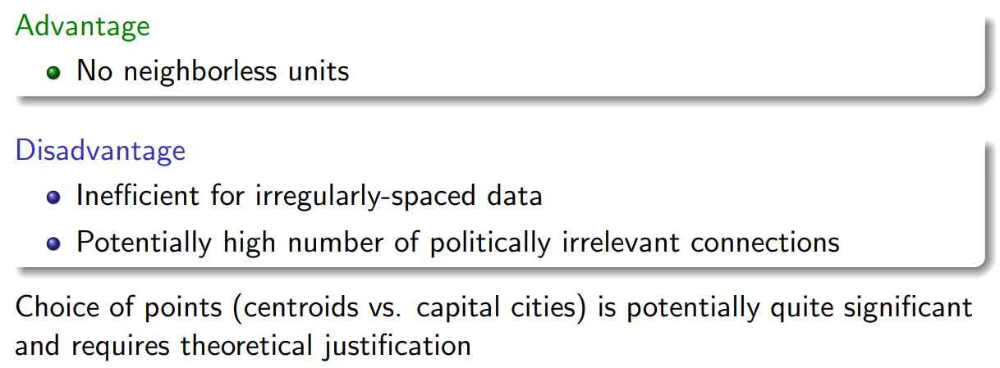 Advantage
No neighborless units
Disadvantage
Inefficient for irregularly-spaced data
Potentially high number of politically irrelevant connections
Choice of points (centroids vs. capital cities) is potentially quite significant
and requires theoretical justification